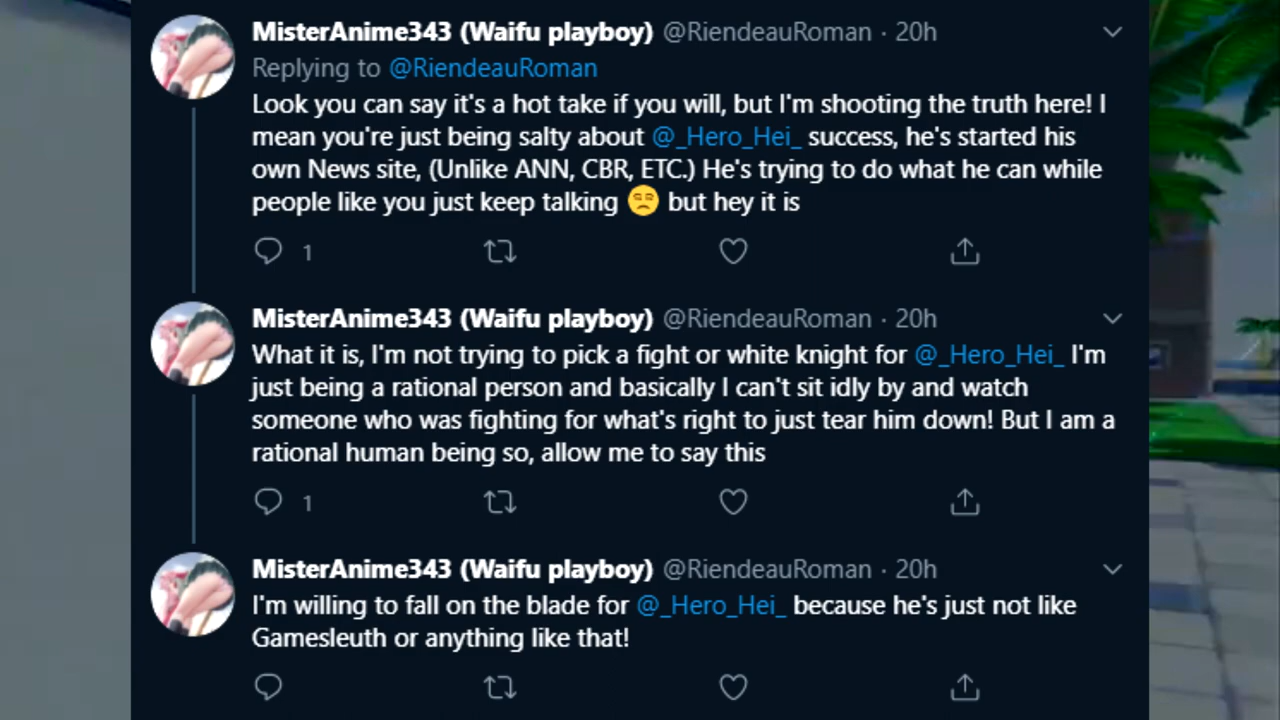 MisterAnime343 (Waifu playboy) @RiendeauRoman · 20h
Replying to @RiendeauRoman
Look you can say it's a hot take if you will, but I'm shooting the truth here! I
mean you're just being salty about @_Hero_Hei_ success, he's started his
own News site, (Unlike ANN, CBR, ETC.) He's trying to do what he can while
people like you just keep talking 😒 but hey it is
1
MisterAnime343 (Waifu playboy) @RiendeauRoman · 20h
What it is, I'm not trying to pick a fight or white knight for @_Hero_Hei_ I'm
just being a rational person and basically I can't sit idly by and watch
someone who was fighting for what's right to just tear him down! But I am a
rational human being so, allow me to say this
1
MisterAnime343 (Waifu playboy) @RiendeauRoman · 20h
I'm willing to fall on the blade for @_Hero_Hei_ because he's just not like
Gamesleuth or anything like that!